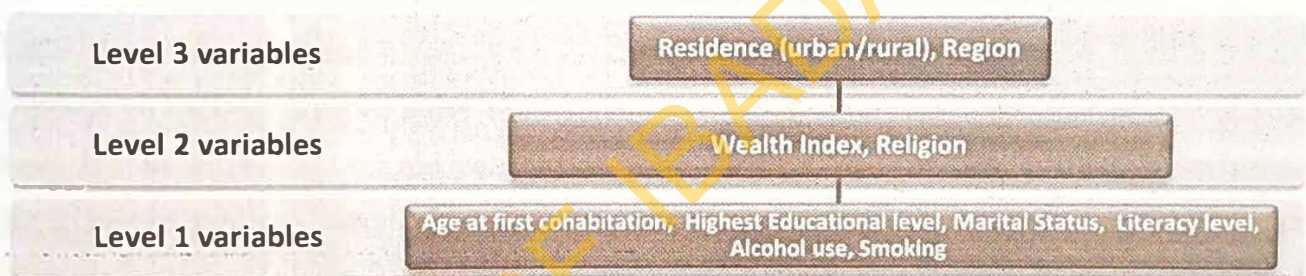 Level 3 variables
Residence (urban/rural), Region
Level 2 variables
Wealth Index, Religion
Level 1 variables
Age at first cohabitation, Highest Educational level, Marital Status, Literacy level,
Alcohol use, Smoking
IBADA